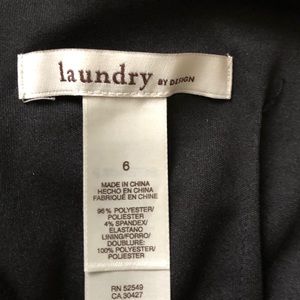 laundry BY DESIGN
6
MADE IN CHINA
HECHO EN CHINA
FABRIQUÉ EN CHINE
96% POLYESTER/
POLIESTER
4% SPANDEX/
ELASTANO
LINING/FORRO/
DOUBLURE:
100% POLYESTER/
POLIESTER
RN 52549
CA 30427